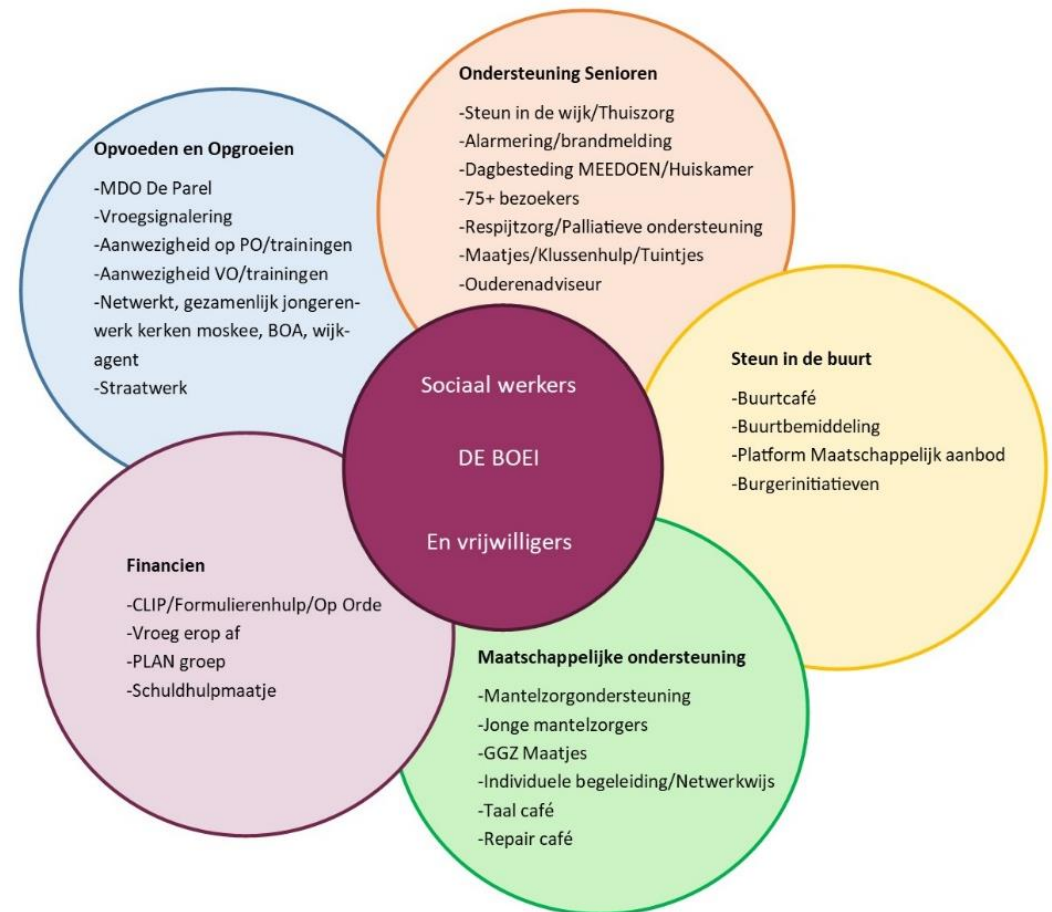 Ondersteuning Senioren
-Steun in de wijk/Thuiszorg
-Alarmering/brandmelding
-Dagbesteding MEEDOEN/Huiskamer
-75+ bezoekers
-Respijtzorg/Palliatieve ondersteuning
-Maatjes/Klussenhulp/Tuintjes
-Ouderenadviseur
Opvoeden en Opgroeien
-MDO De Parel
-Vroegsignalering
-Aanwezigheid op PO/trainingen
-Aanwezigheid VO/trainingen
-Netwerkt, gezamenlijk jongeren-
werk kerken moskee, BOA, wijk-
agent
-Straatwerk
Steun in de buurt
-Buurtcafé
-Buurtbemiddeling
-Platform Maatschappelijk aanbod
-Burgerinitiatieven
Sociaal werkers
DE BOEI
En vrijwilligers
Financien
-CLIP/Formulierenhulp/Op Orde
-Vroeg erop af
-PLAN groep
-Schuldhulpmaatje
Maatschappelijke ondersteuning
-Mantelzorgondersteuning
-Jonge mantelzorgers
-GGZ Maatjes
-Individuele begeleiding/Netwerkwijs
-Taal café
-Repair café